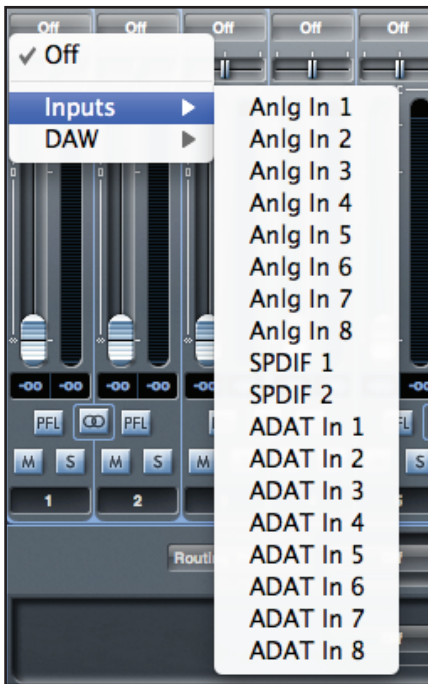 Off Off Off Off Off
✓ Off
Inputs
DAW
Anlg In 1
Anlg In 2
Anlg In 3
Anlg In 4
Anlg In 5
Anlg In 6
Anlg In 7
Anlg In 8
SPDIF 1
SPDIF 2
ADAT In 1
ADAT In 2
ADAT In 3
ADAT In 4
ADAT In 5
ADAT In 6
ADAT In 7
ADAT In 8
-oo -oo -oo -oo
PFL PFL
M S M S M S
1 2